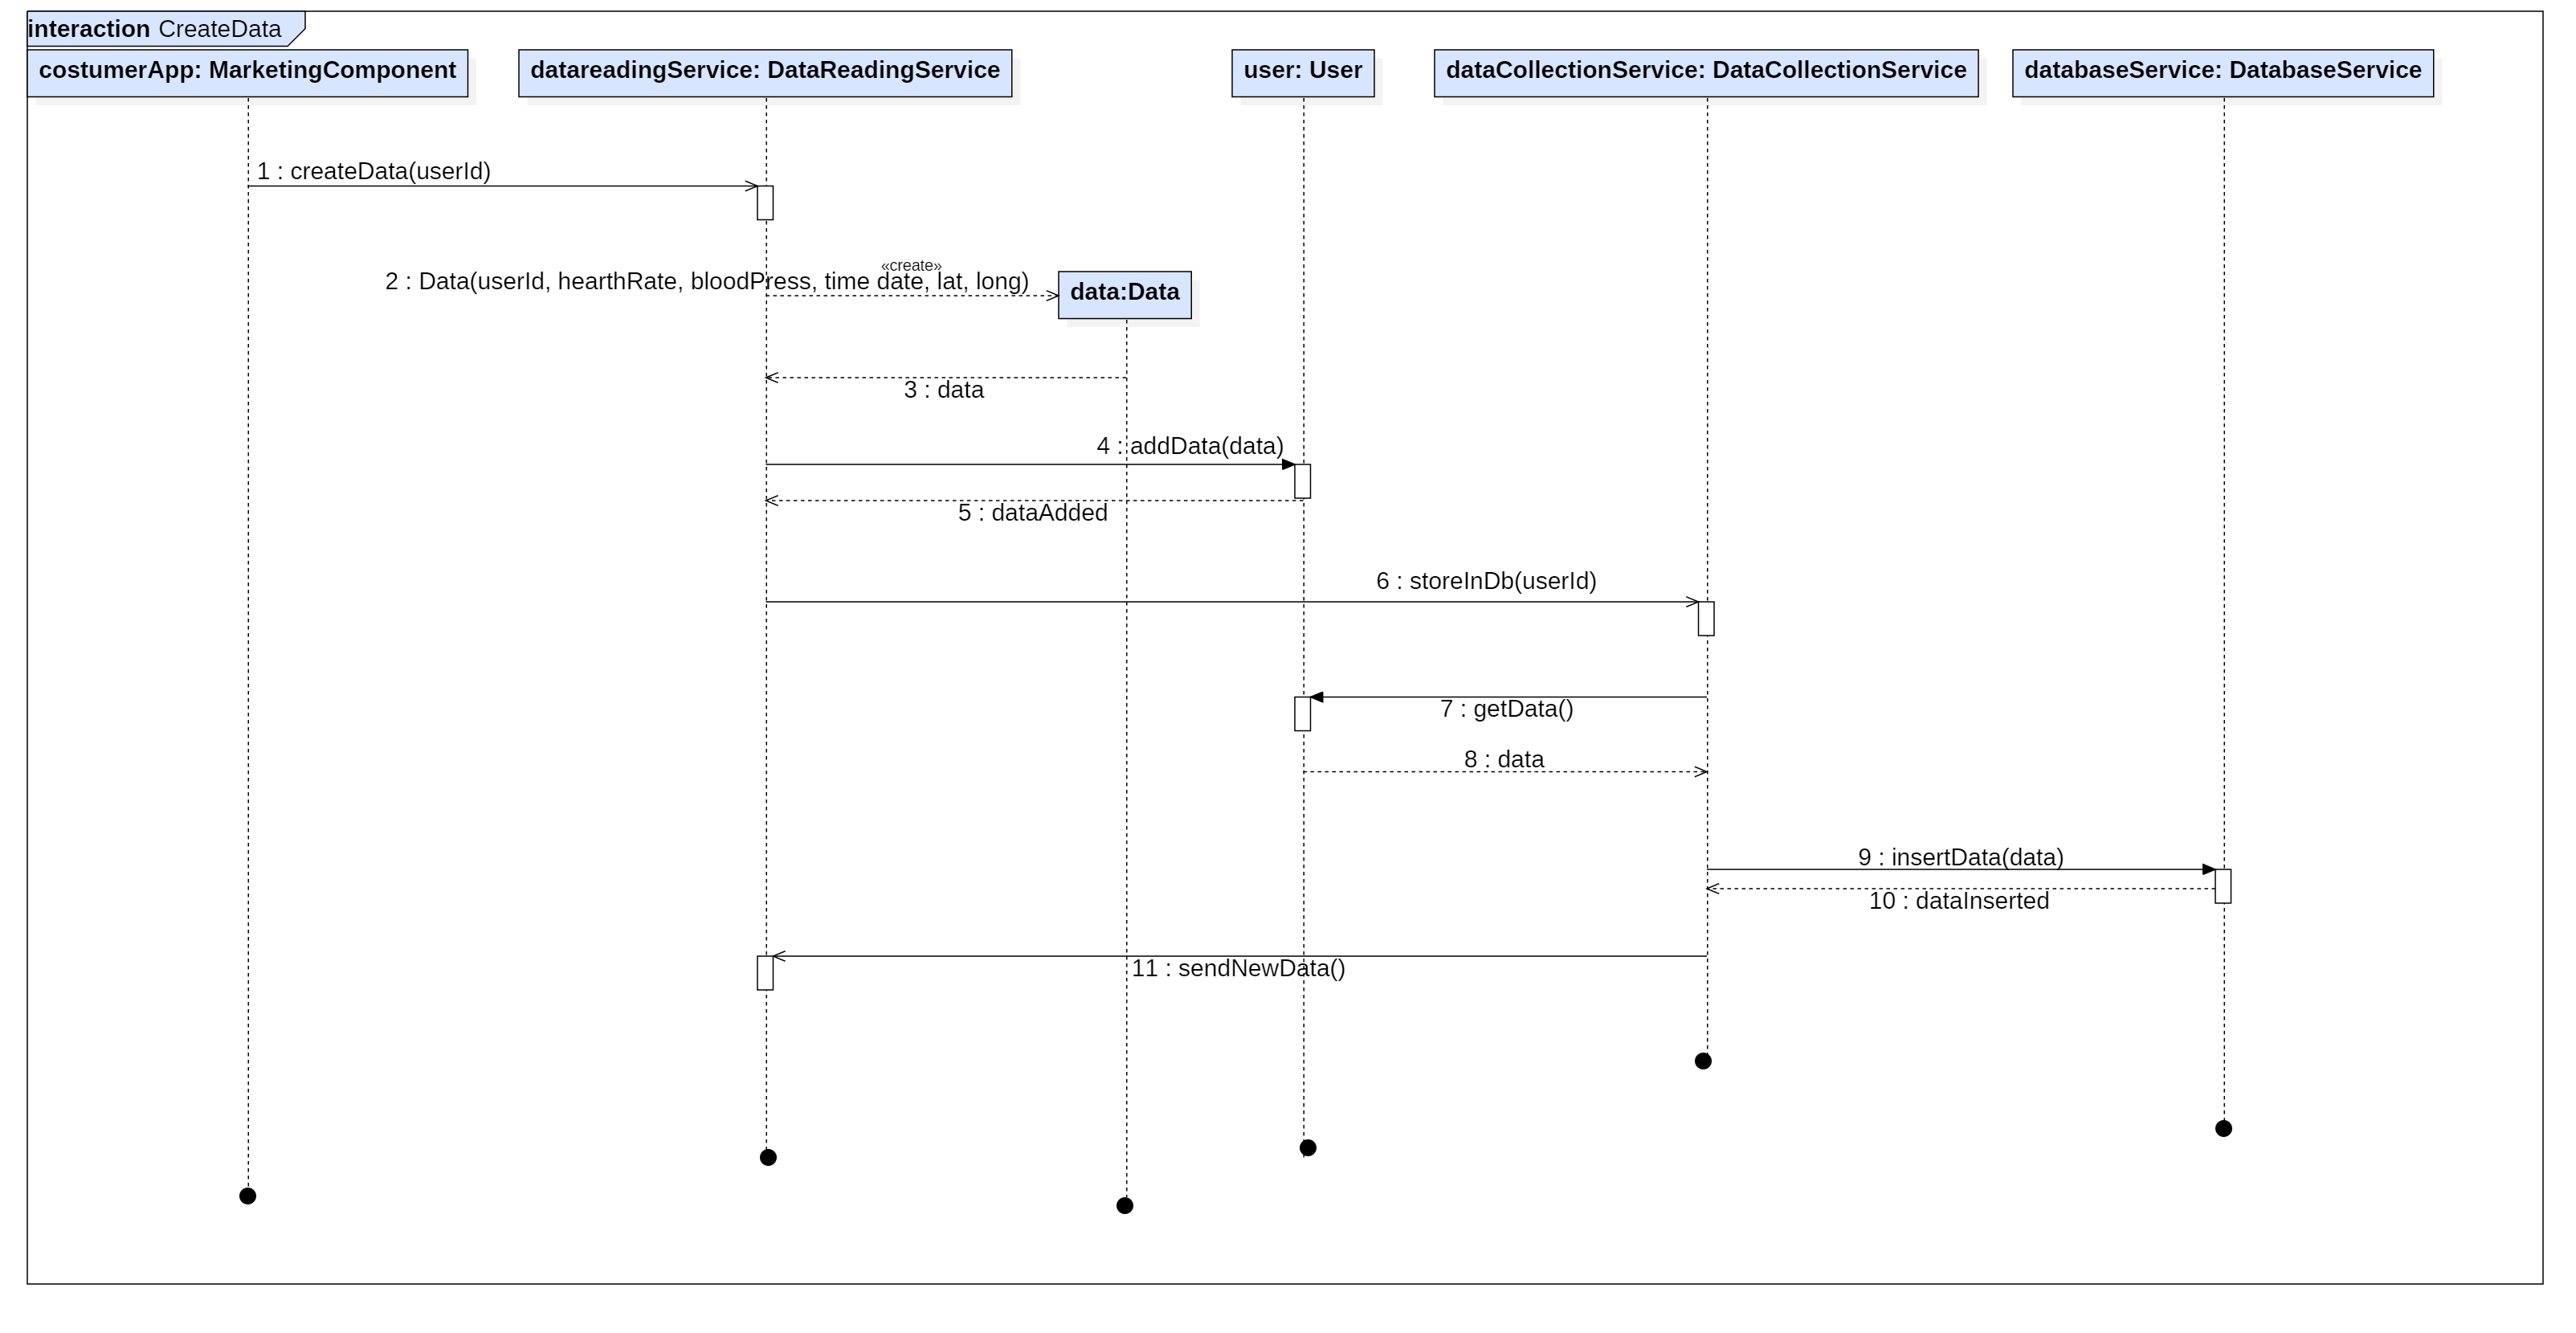 interaction CreateData
costumerApp: MarketingComponent
datareadingService: DataReadingService
user: User
dataCollectionService: DataCollectionService
databaseService: DatabaseService
1 : createData(userId)
«create»
2 : Data(userId, hearthRate, bloodPress, time date, lat, long)
data:Data
3 : data
4 : addData(data)
5 : dataAdded
6 : storeInDb(userId)
7 : getData()
8 : data
9 : insertData(data)
10 : dataInserted
11 : sendNewData()